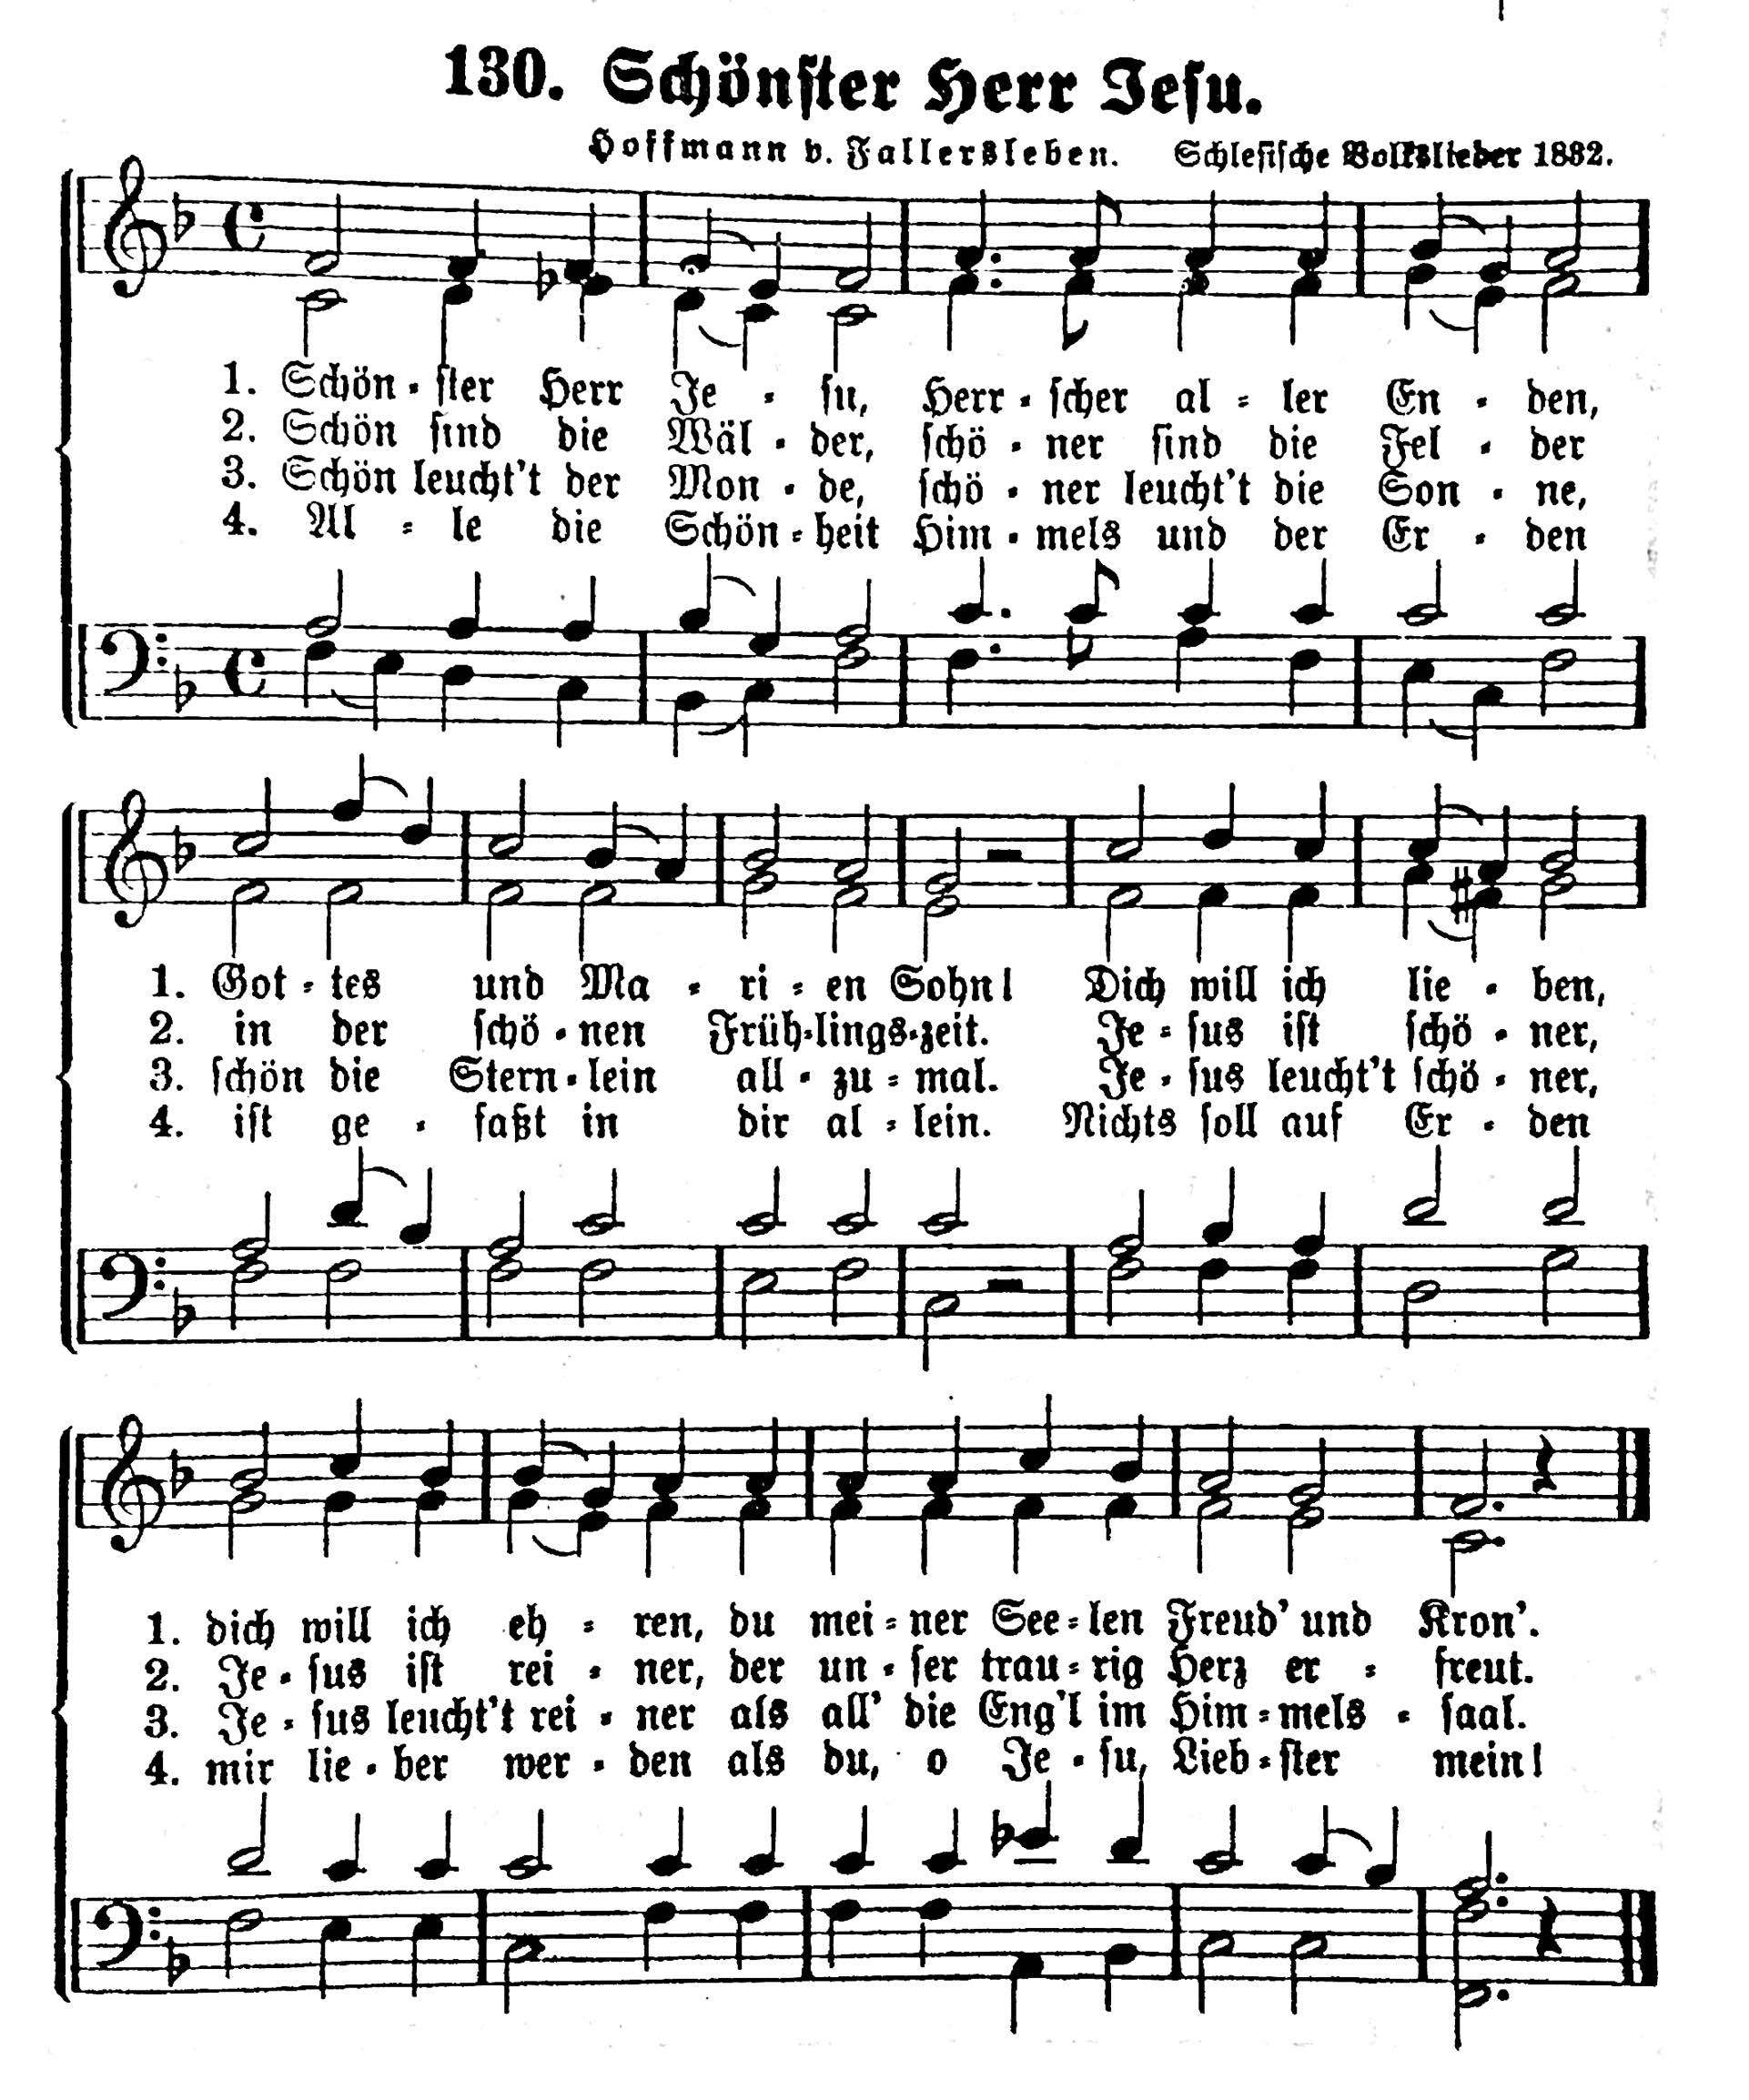 130. Schönster Herr Jesu.
Hoffmann v. Fallersleben. Schlesische Volkslieder 1832.
1. Schön-ster Herr Je-su, Herr-scher al-ler En-den,
2. Schön sind die Wäl-der, schö-ner sind die Fel-der
3. Schön leucht't der Mon-de, schö-ner leucht't die Son-ne,
4. Al-le die Schön-heit Him-mels und der Er-den
1. Got-tes und Ma-ri-en Sohn! Dich will ich lie-ben,
2. in der schö-nen Früh-lings-zeit. Je-sus ist schö-ner,
3. schön die Stern-lein all-zu-mal. Je-sus leucht't schö-ner,
4. ist ge-faßt in dir al-lein. Nichts soll auf Er-den
1. dich will ich eh-ren, du mei-ner See-len Freud' und Kron'.
2. Je-sus ist rei-ner, der un-ser trau-rig Herz er-freut.
3. Je-sus leucht't rei-ner als all' die Eng'l im Him-mels-saal.
4. mir lie-ber wer-den als du, o Je-su, Lieb-ster mein!